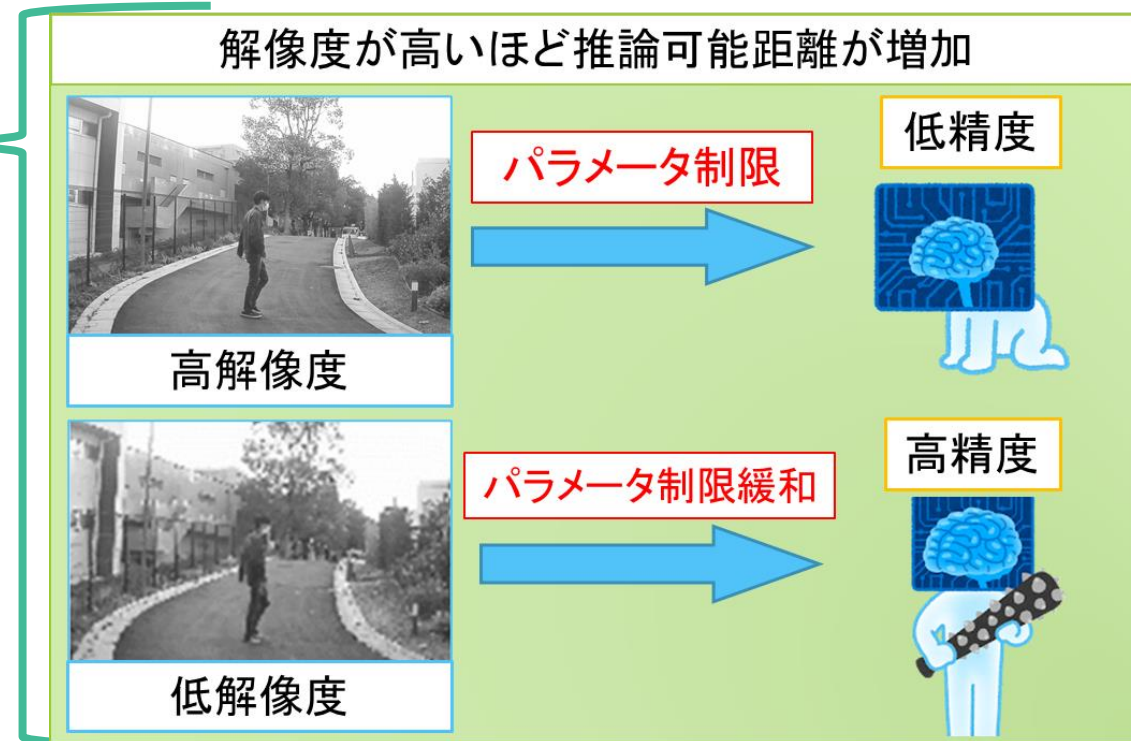 解像度が高いほど推論可能距離が増加
パラメータ制限
低精度
高解像度
パラメータ制限緩和
高精度
低解像度